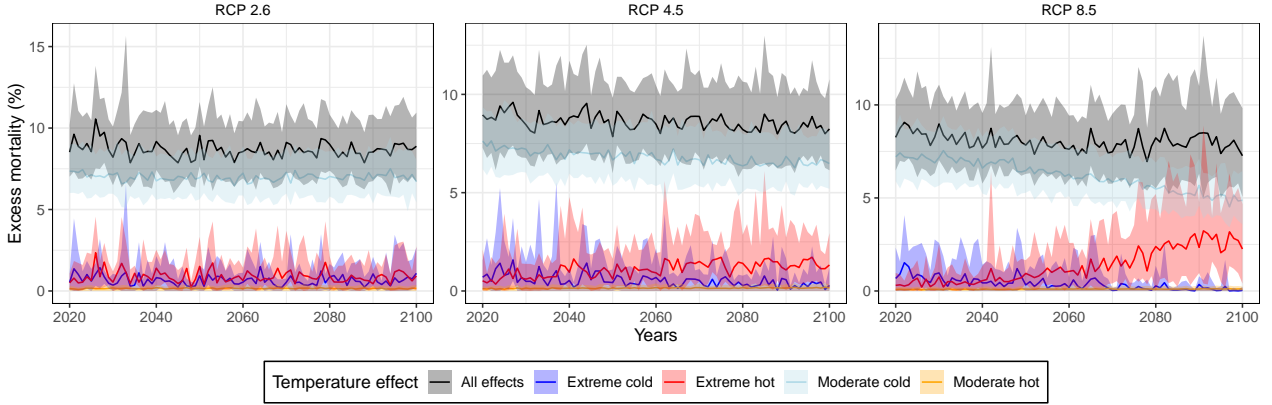 RCP 2.6
RCP 4.5
RCP 8.5
Excess mortality (%)
15
10
5
0
10
5
0
10
5
0
2020 2040 2060 2080 2100
2020 2040 2060 2080 2100
2020 2040 2060 2080 2100
Years
Temperature effect All effects Extreme cold Extreme hot Moderate cold Moderate hot